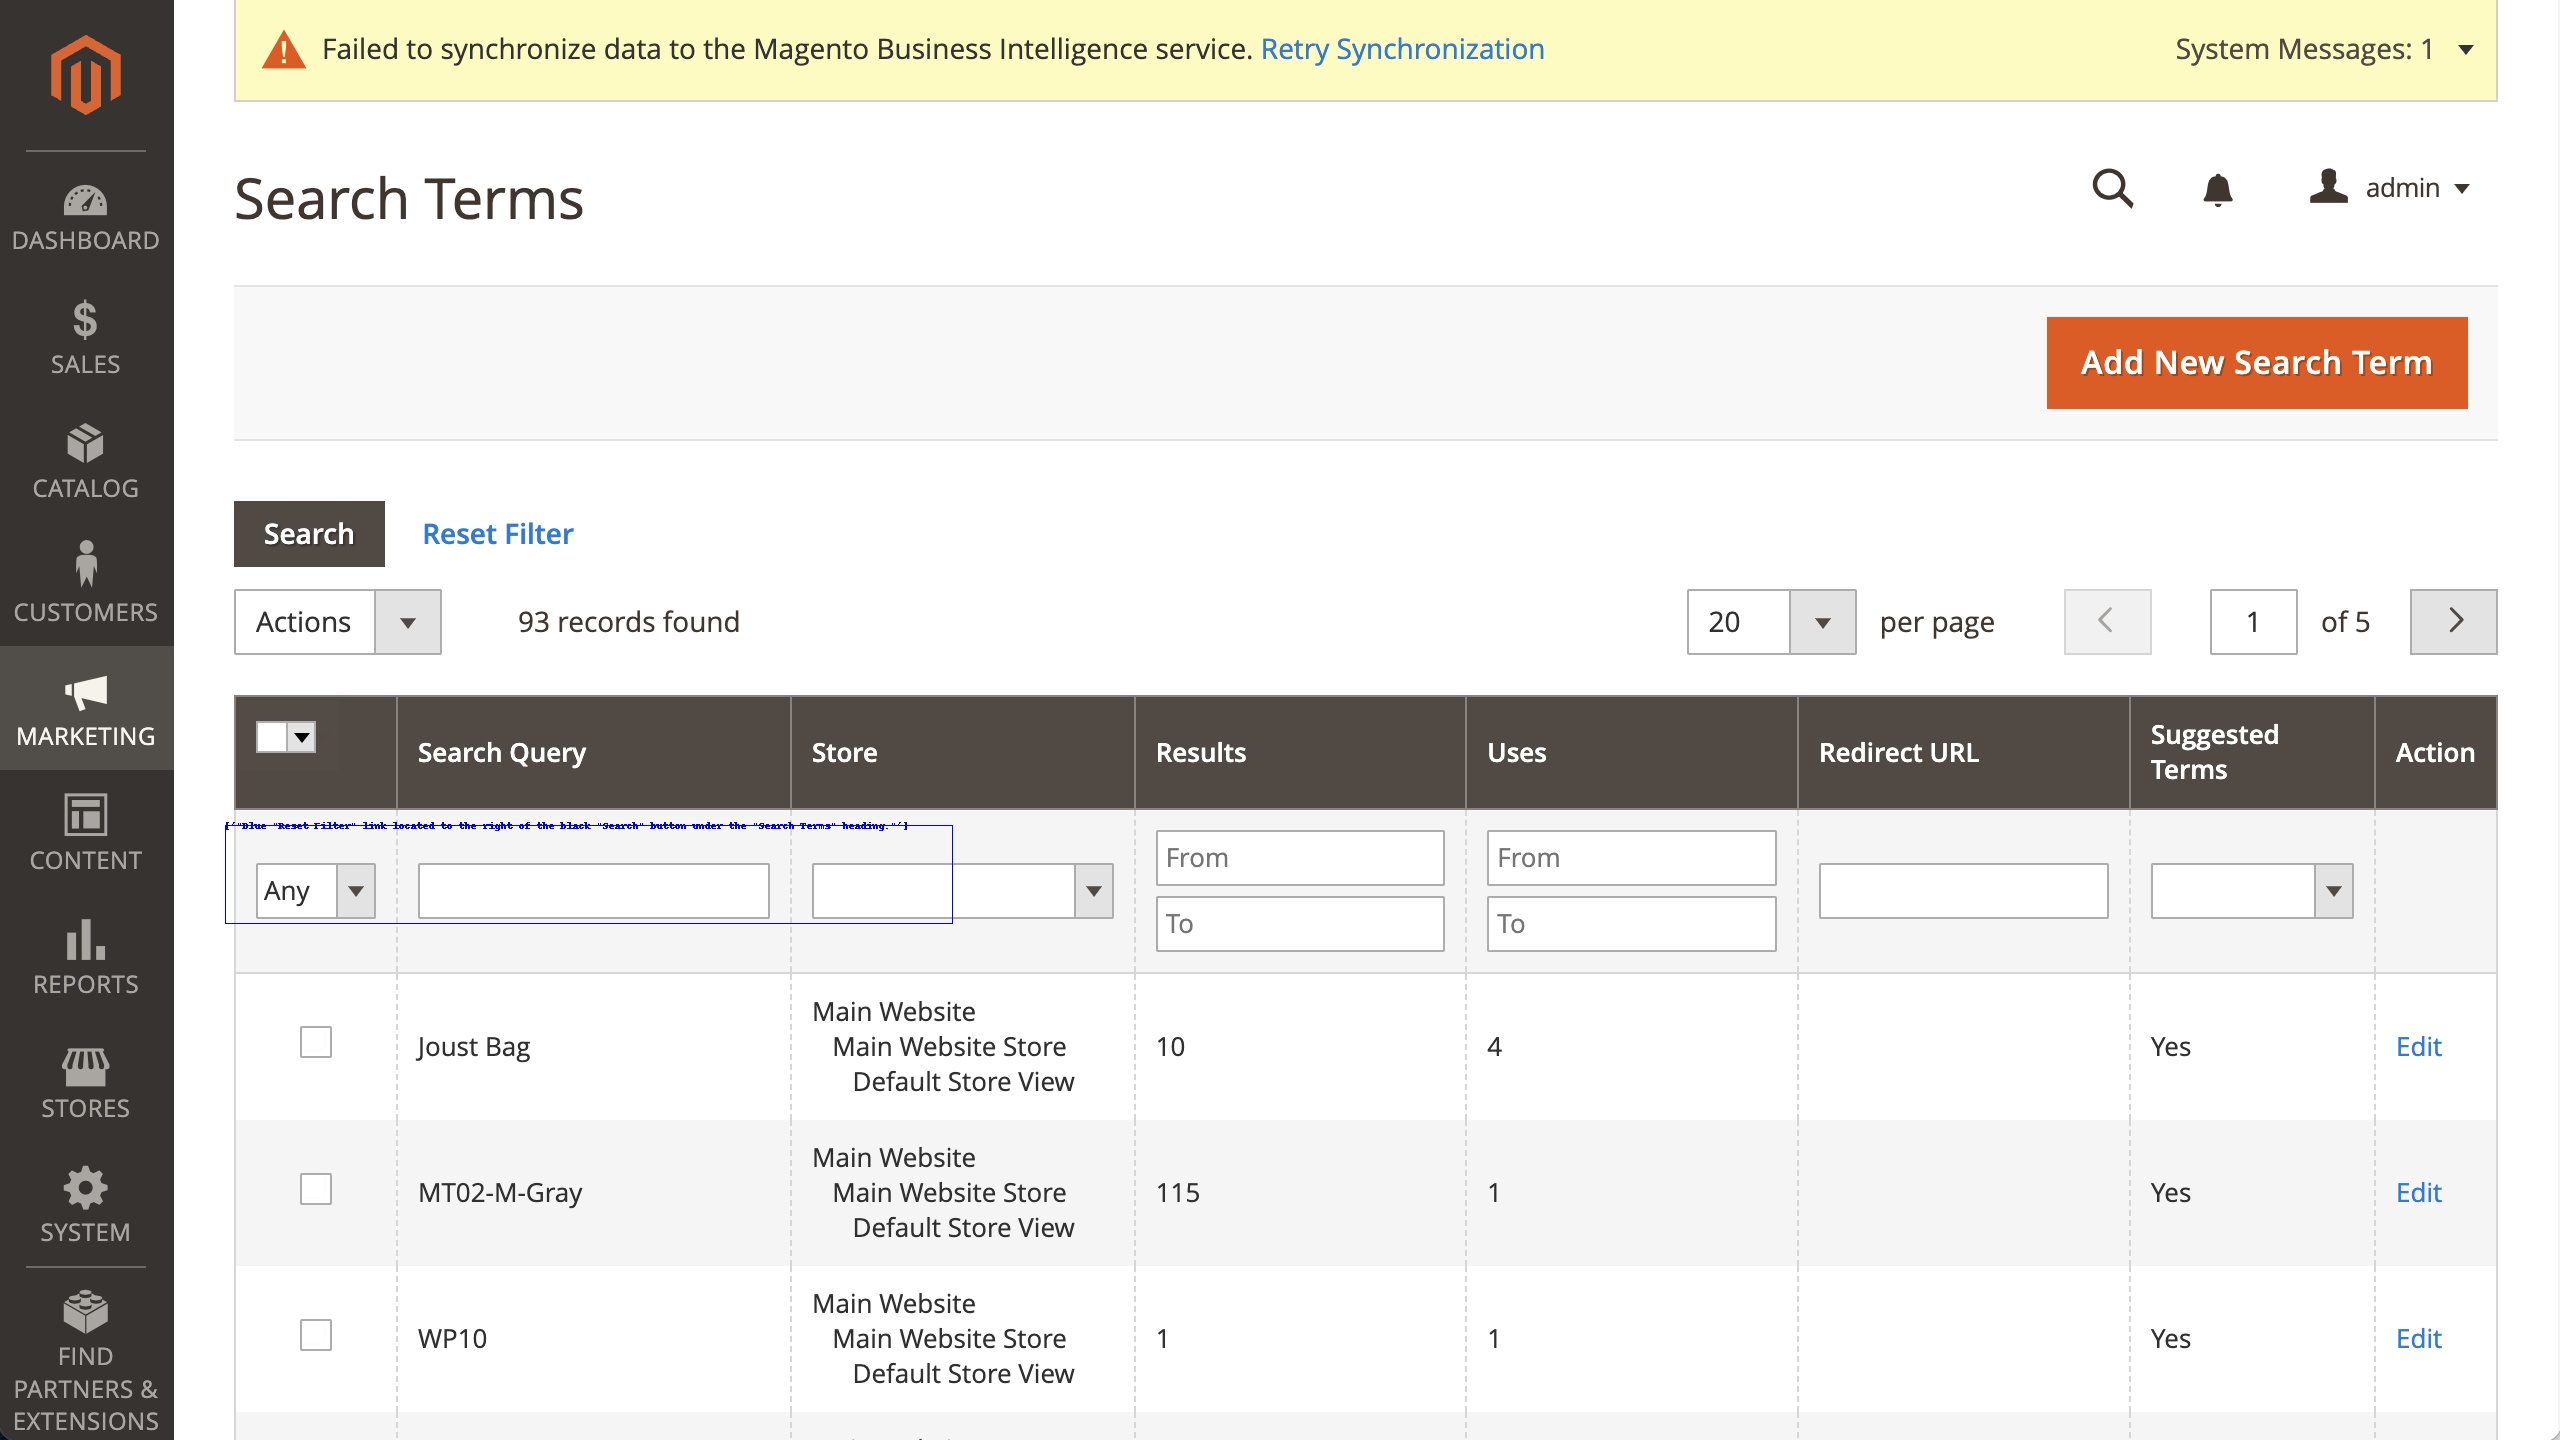 Failed to synchronize data to the Magento Business Intelligence service. Retry Synchronization
System Messages: 1
Search Terms
admin
DASHBOARD
SALES
CATALOG
CUSTOMERS
MARKETING
CONTENT
REPORTS
STORES
SYSTEM
FIND
PARTNERS &
EXTENSIONS
Add New Search Term
Search
Reset Filter
Actions
93 records found
20
per page
1
of 5
Search Query
Store
Results
Uses
Redirect URL
Suggested
Terms
Action
['"Blue "Reset Filter" link located to the right of the black "Search" button under the "Search Terms" heading."']
Any
From
To
From
To
Joust Bag
Main Website
Main Website Store
Default Store View
10
4
Yes
Edit
MT02-M-Gray
Main Website
Main Website Store
Default Store View
115
1
Yes
Edit
WP10
Main Website
Main Website Store
Default Store View
1
1
Yes
Edit